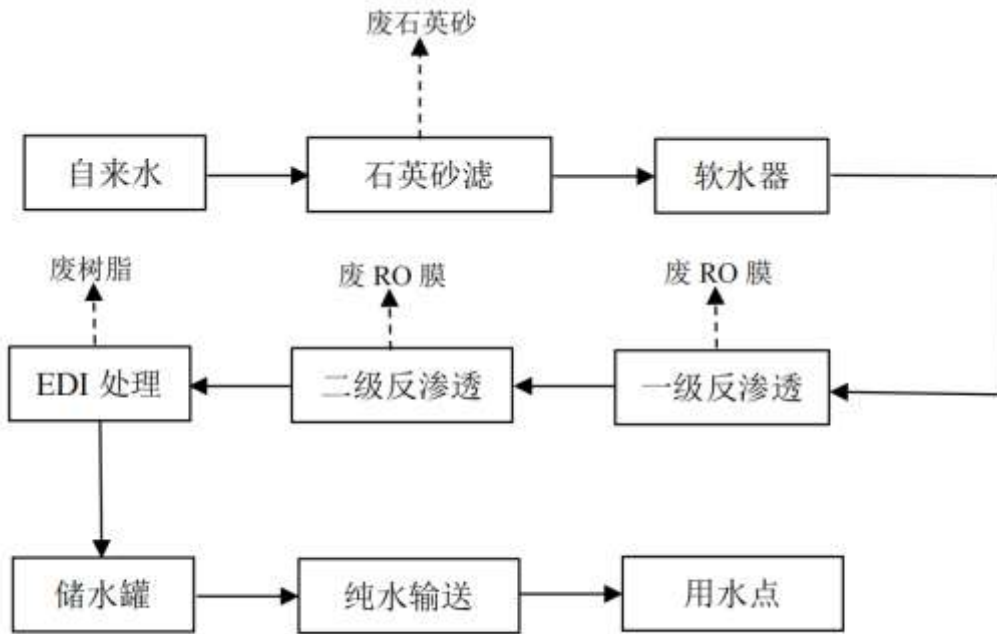 废石英砂
自来水
石英砂滤
软水器
废树脂
废 RO 膜
废 RO 膜
EDI 处理
二级反渗透
一级反渗透
储水罐
纯水输送
用水点